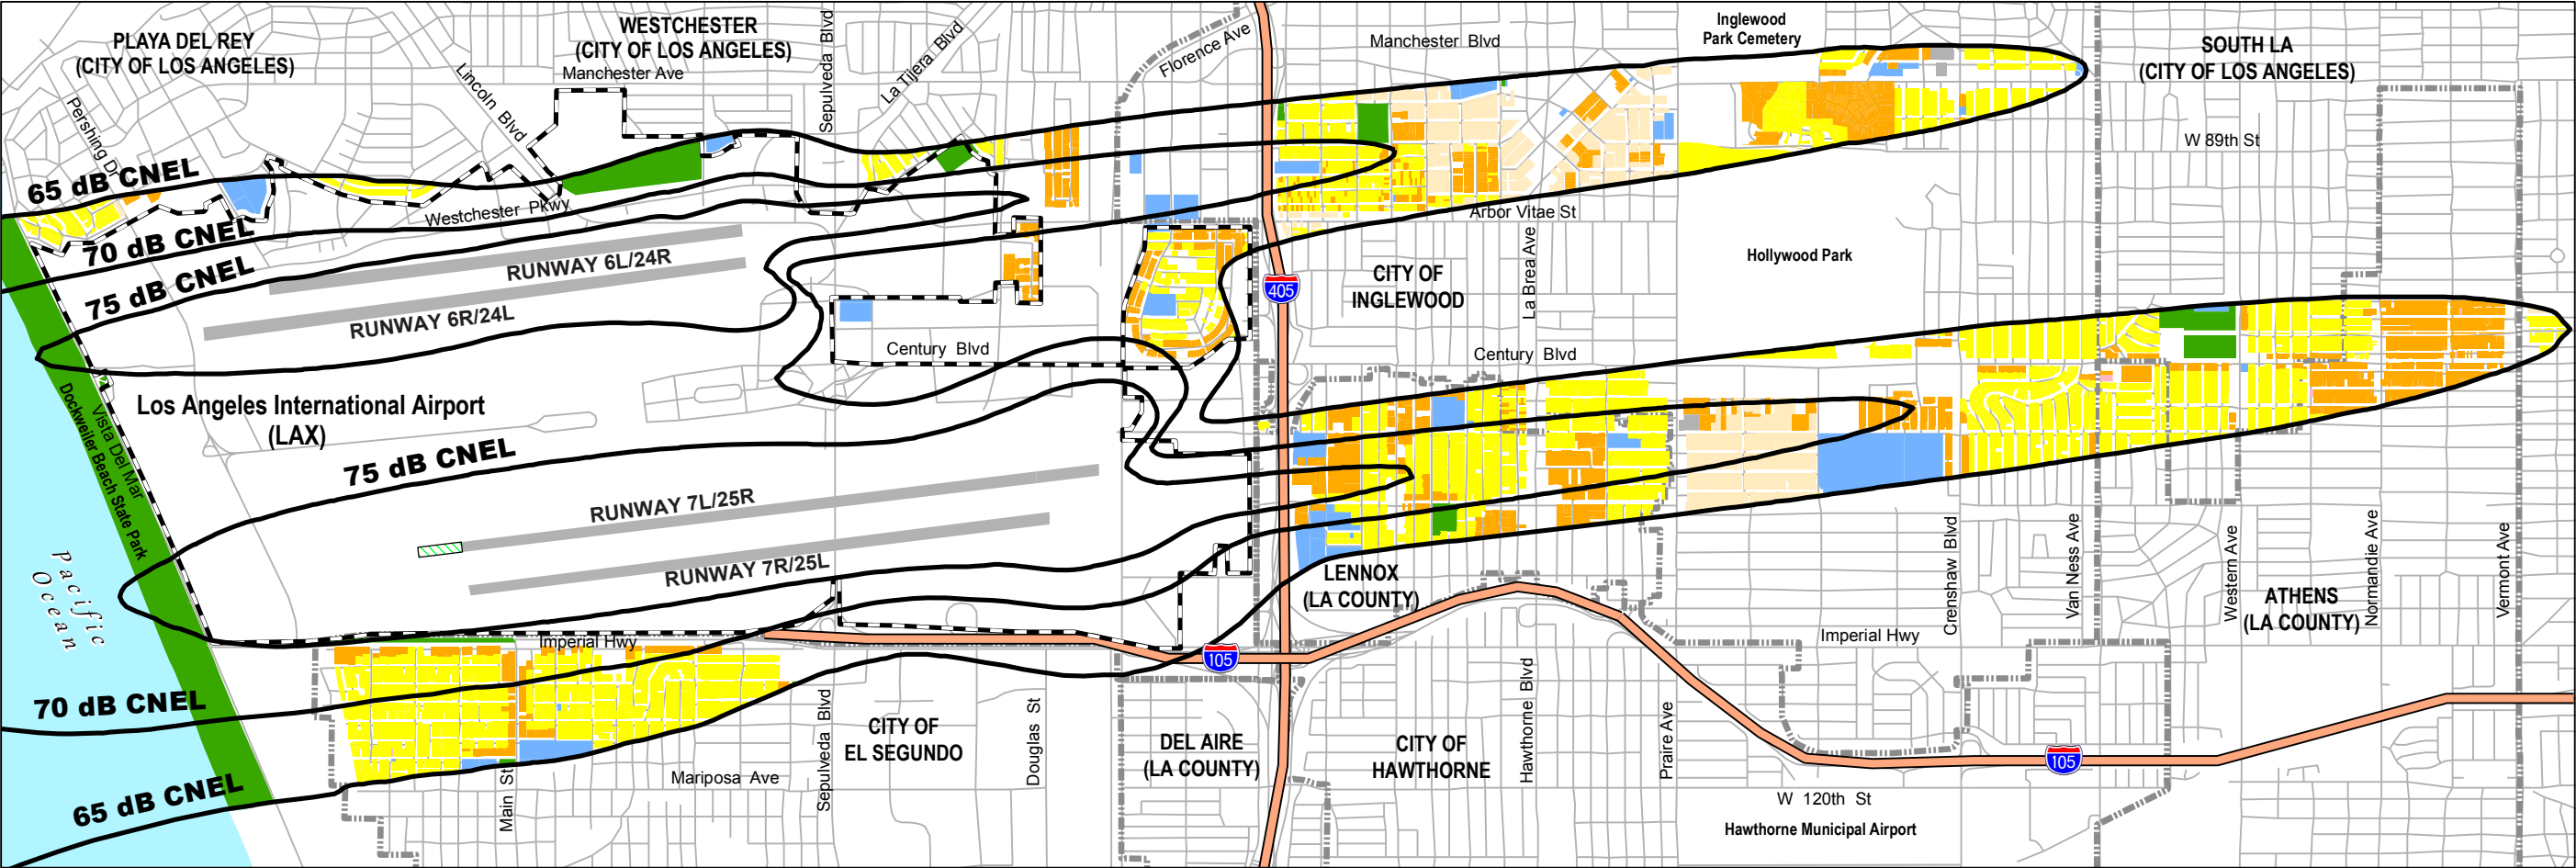 PLAYA DEL REY
(CITY OF LOS ANGELES)
WESTCHESTER
(CITY OF LOS ANGELES)
Manchester Ave
Sepulveda Blvd
La Tijera Blvd
Lincoln Blvd
Pershing Dr
Florence Ave
Manchester Blvd
Inglewood
Park Cemetery
SOUTH LA
(CITY OF LOS ANGELES)
W 89th St
65 dB CNEL
70 dB CNEL
75 dB CNEL
Westchester Pkwy
RUNWAY 6L/24R
RUNWAY 6R/24L
Arbor Vitae St
La Brea Ave
Hollywood Park
CITY OF
INGLEWOOD
405
Century Blvd
Century Blvd
Los Angeles International Airport
(LAX)
Vista Del Mar
Dockweiler Beach State Park
75 dB CNEL
RUNWAY 7L/25R
RUNWAY 7R/25L
Pacific
Ocean
LENNOX
(LA COUNTY)
Crenshaw Blvd
Van Ness Ave
Western Ave
Normandie Ave
Vermont Ave
ATHENS
(LA COUNTY)
Imperial Hwy
Imperial Hwy
105
70 dB CNEL
65 dB CNEL
Main St
Mariposa Ave
Sepulveda Blvd
CITY OF
EL SEGUNDO
Douglas St
DEL AIRE
(LA COUNTY)
CITY OF
HAWTHORNE
Hawthorne Blvd
Prairie Ave
105
W 120th St
Hawthorne Municipal Airport